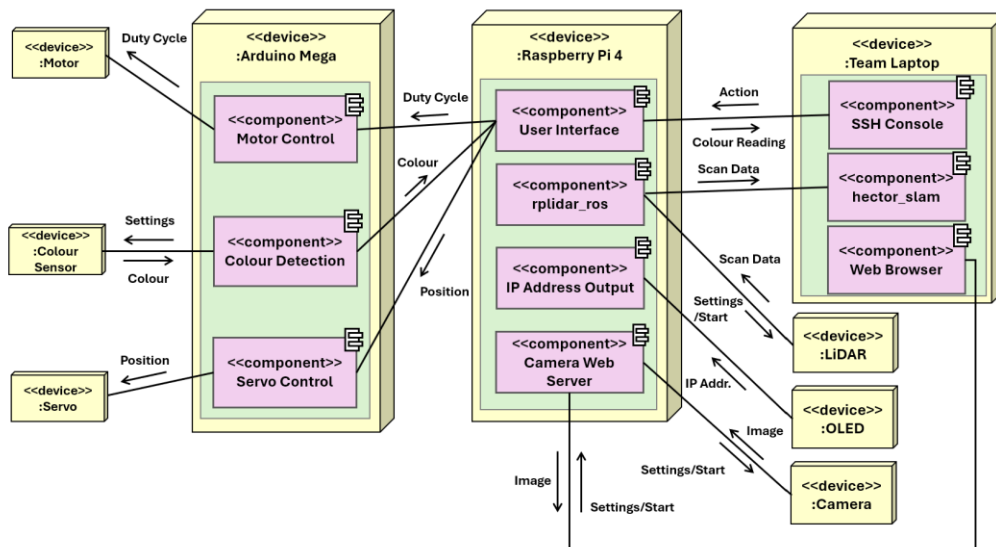 <<device>>
:Motor
Duty Cycle
<<device>>
:Arduino Mega
<<component>>
Motor Control
Settings
<<device>>
:Colour
Sensor
Colour
<<component>>
Colour Detection
Position
<<device>>
:Servo
<<component>>
Servo Control
Duty Cycle
Colour
Position
<<device>>
:Raspberry Pi 4
<<component>>
User Interface
<<component>>
rplidar_ros
<<component>>
IP Address Output
<<component>>
Camera Web
Server
Action
Colour Reading
Scan Data
<<device>>
:Team Laptop
<<component>>
SSH Console
<<component>>
hector_slam
<<component>>
Web Browser
Scan Data
Settings
/Start
<<device>>
:LiDAR
IP Addr.
<<device>>
:OLED
Image
Settings/Start
<<device>>
:Camera
Image
Settings/Start